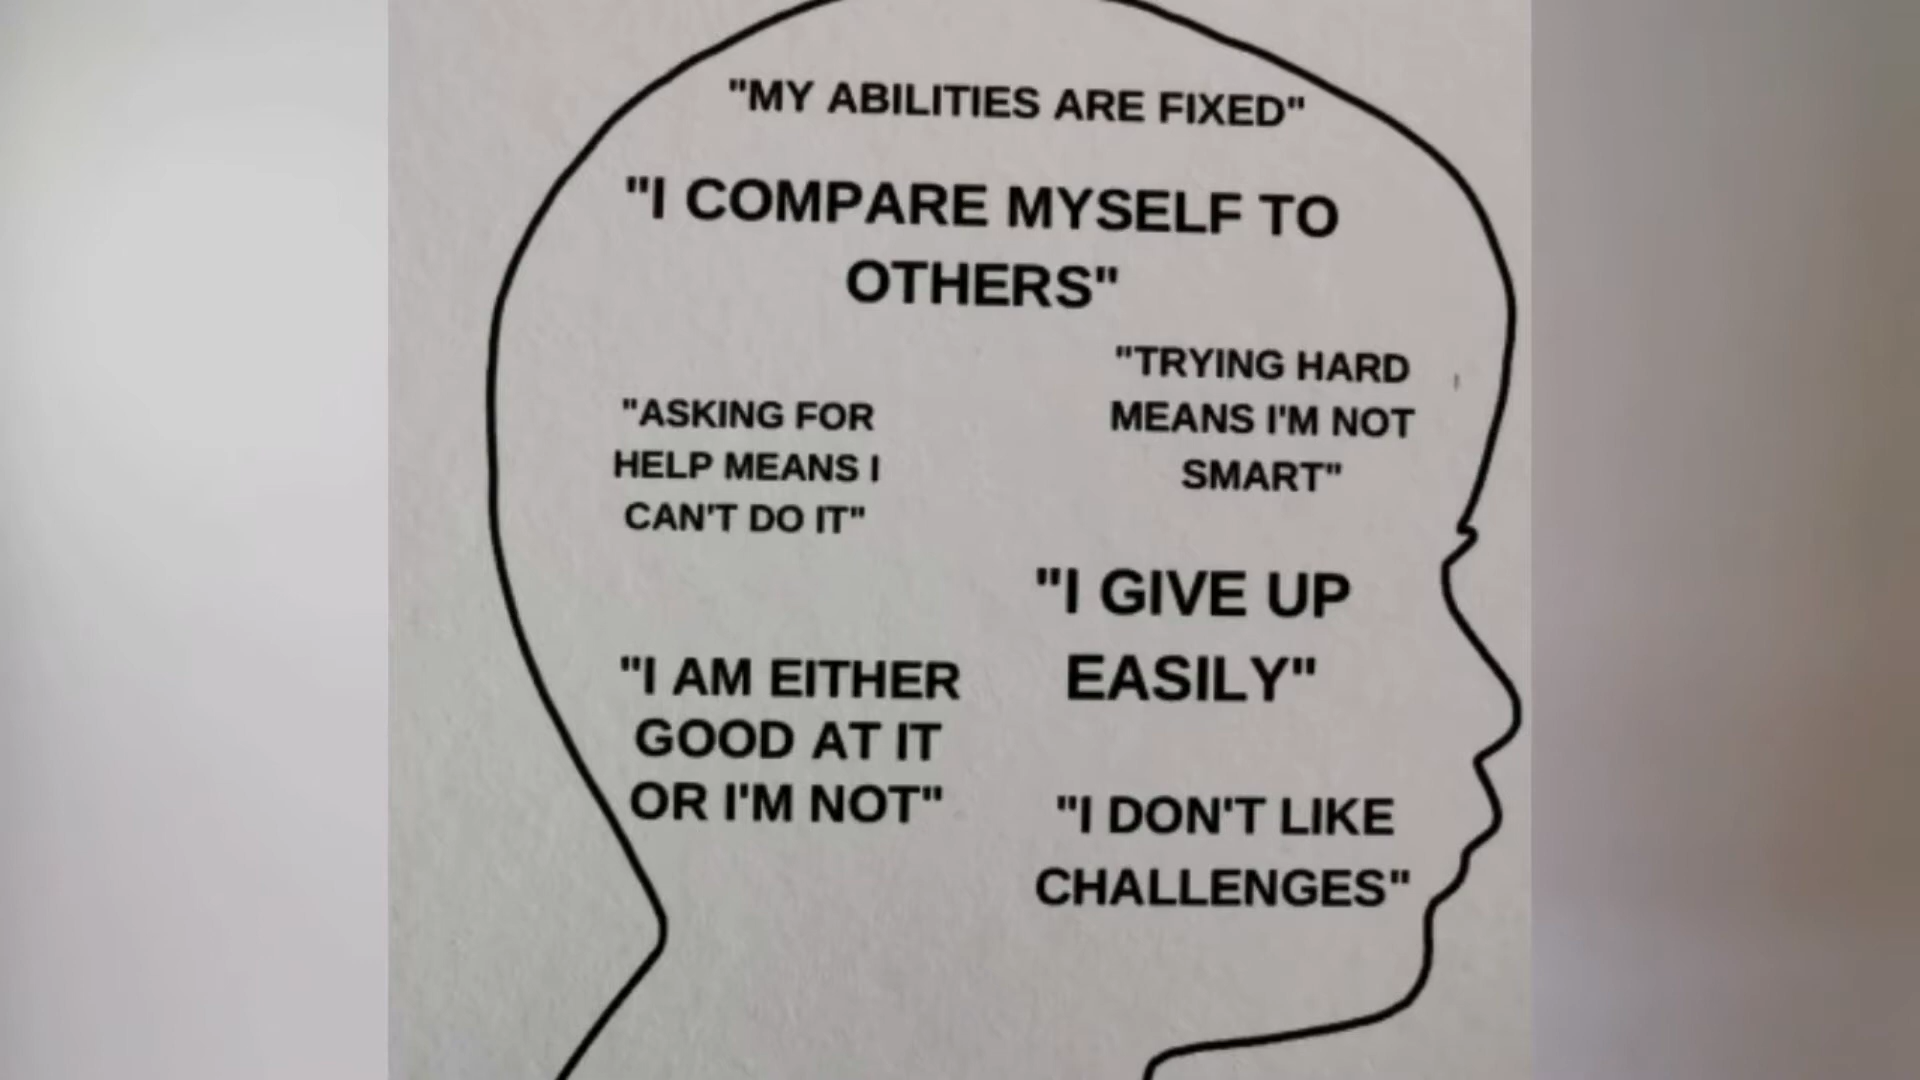 "MY ABILITIES ARE FIXED"
"I COMPARE MYSELF TO
OTHERS"
"TRYING HARD
MEANS I'M NOT
SMART"
"ASKING FOR
HELP MEANS I
CAN'T DO IT"
"I GIVE UP
EASILY"
"I AM EITHER
GOOD AT IT
OR I'M NOT"
"I DON'T LIKE
CHALLENGES"